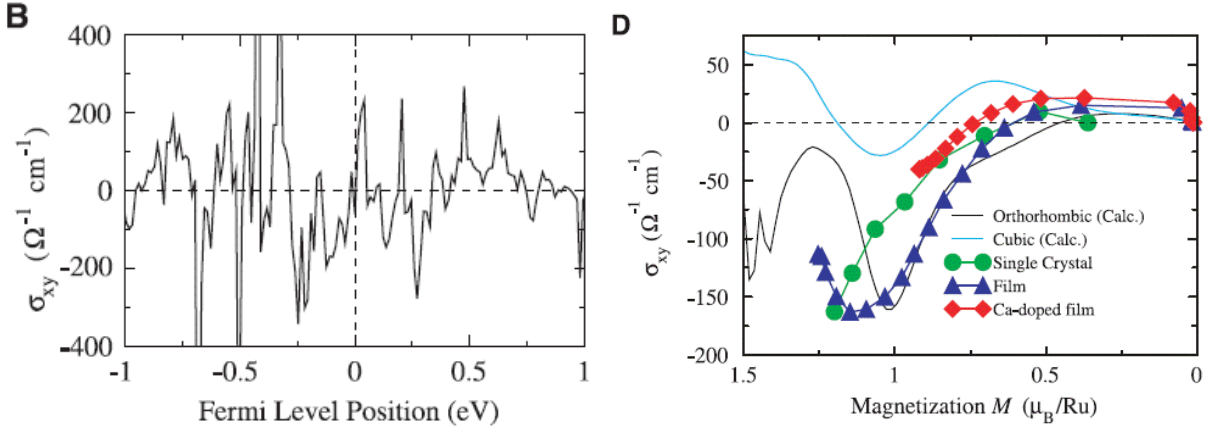 B
400
200
0
-200
-400
σxy (Ω-1 cm-1)
-1
-0.5
0
0.5
1
Fermi Level Position (eV)
D
50
0
-50
-100
-150
-200
σxy (Ω-1 cm-1)
Orthorhombic (Calc.)
Cubic (Calc.)
Single Crystal
Film
Ca-doped film
1.5
1
0.5
0
Magnetization M (μB/Ru)